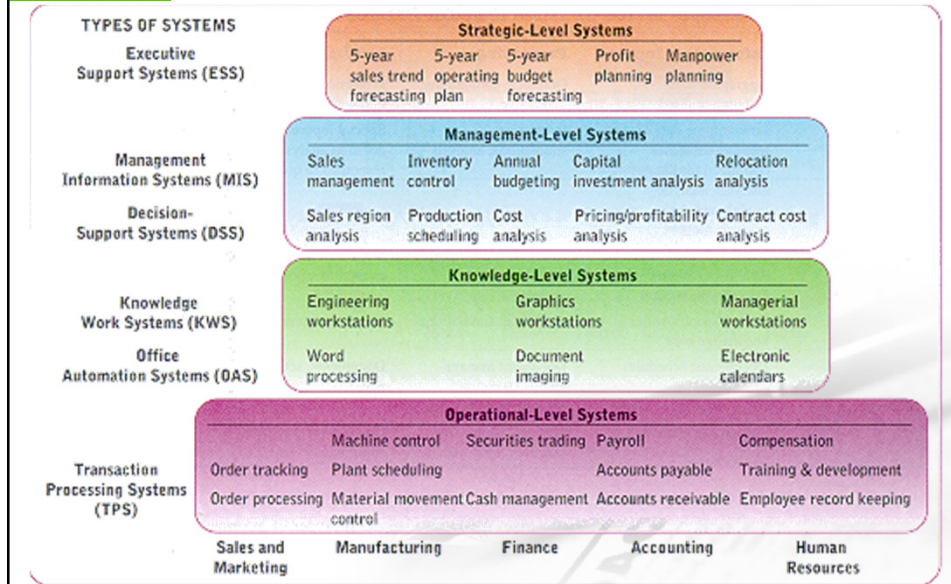 TYPES OF SYSTEMS
Executive
Support Systems (ESS)
Strategic-Level Systems
5-year 5-year 5-year Profit Manpower
sales trend operating budget planning planning
forecasting plan forecasting
Management-Level Systems
Management
Information Systems (MIS)
Sales Inventory Annual Capital Relocation
management control budgeting investment analysis analysis
Decision-
Support Systems (DSS)
Sales region Production Cost Pricing/profitability Contract cost
analysis scheduling analysis analysis analysis
Knowledge-Level Systems
Knowledge
Work Systems (KWS)
Engineering Graphics Managerial
workstations workstations workstations
Office
Automation Systems (OAS)
Word Document Electronic
processing imaging calendars
Operational-Level Systems
Transaction
Processing Systems
(TPS)
Machine control Securities trading Payroll Compensation
Order tracking Plant scheduling Accounts payable Training & development
Order processing Material movement Cash management Accounts receivable Employee record keeping
control
Sales and Manufacturing Finance Accounting Human
Marketing Resources